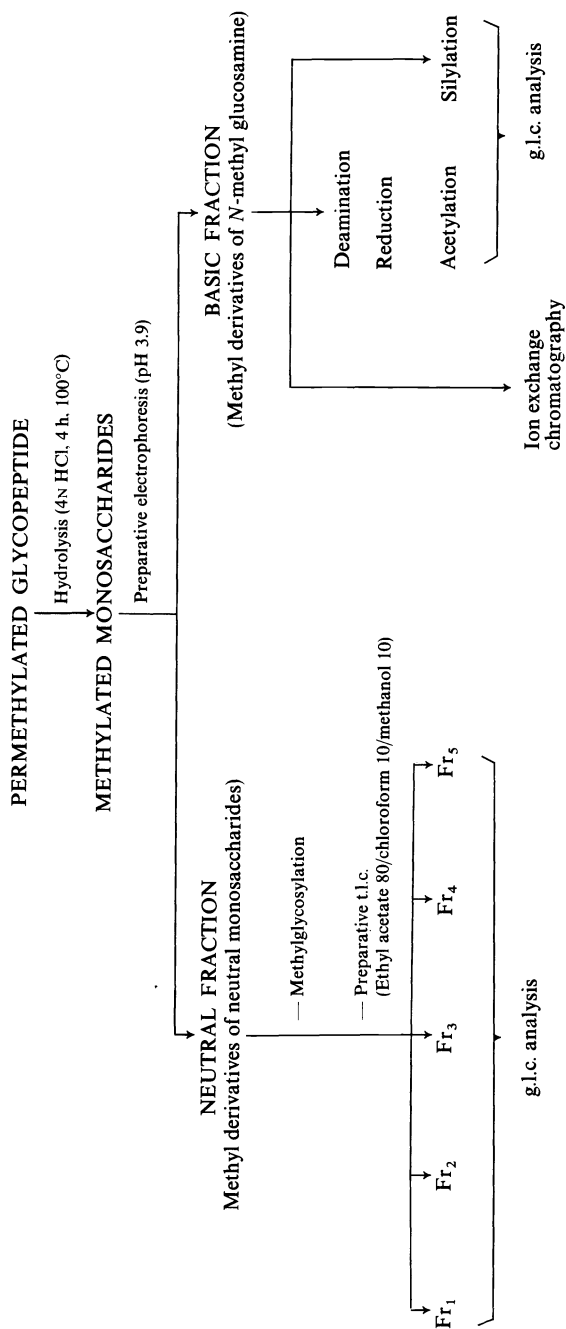 PERMETHYLATED GLYCOPEPTIDE
Hydrolysis (4N HCl, 4 h. 100°C)
METHYLATED MONOSACCHARIDES
Preparative electrophoresis (pH 3.9)
NEUTRAL FRACTION
Methyl derivatives of neutral monosaccharides)
— Methylglycosylation
— Preparative t.l.c.
(Ethyl acetate 80/chloroform 10/methanol 10)
Fr1
Fr2
Fr3
Fr4
Fr5
g.l.c. analysis
BASIC FRACTION
(Methyl derivatives of N-methyl glucosamine)
Ion exchange
chromatography
Deamination
Reduction
Acetylation
Silylation
g.l.c. analysis